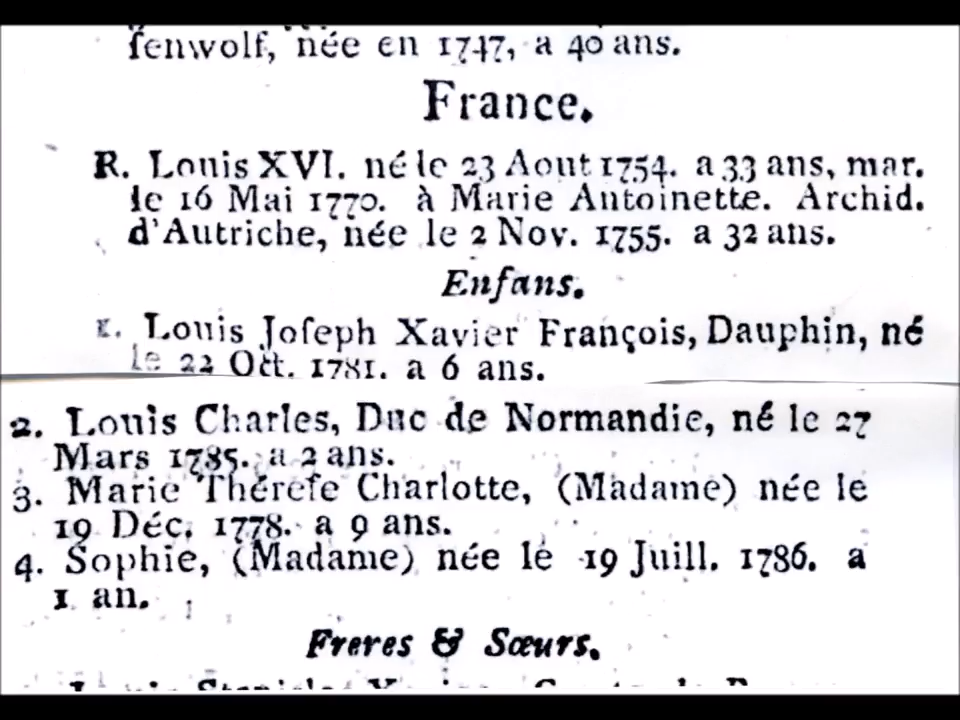 ſenwolf, née en 1747, a 40 ans.
France.
R. Louis XVI. né le 23 Aout 1754. a 33 ans, mar.
le 16 Mai 1770. à Marie Antoinette. Archid.
d'Autriche, née le 2 Nov. 1755. a 32 ans.
Enfans.
1. Louis Joſeph Xavier François, Dauphin, né
le 22 Oct. 1781. a 6 ans.
2. Louis Charles, Duc de Normandie, né le 27
Mars 1785. a 2 ans.
3. Marie Théreſe Charlotte, (Madame) née le
19 Déc. 1778. a 9 ans.
4. Sophie, (Madame) née le 19 Juill. 1786. a
1 an.
Freres & Sœurs.
Louis Stanislas